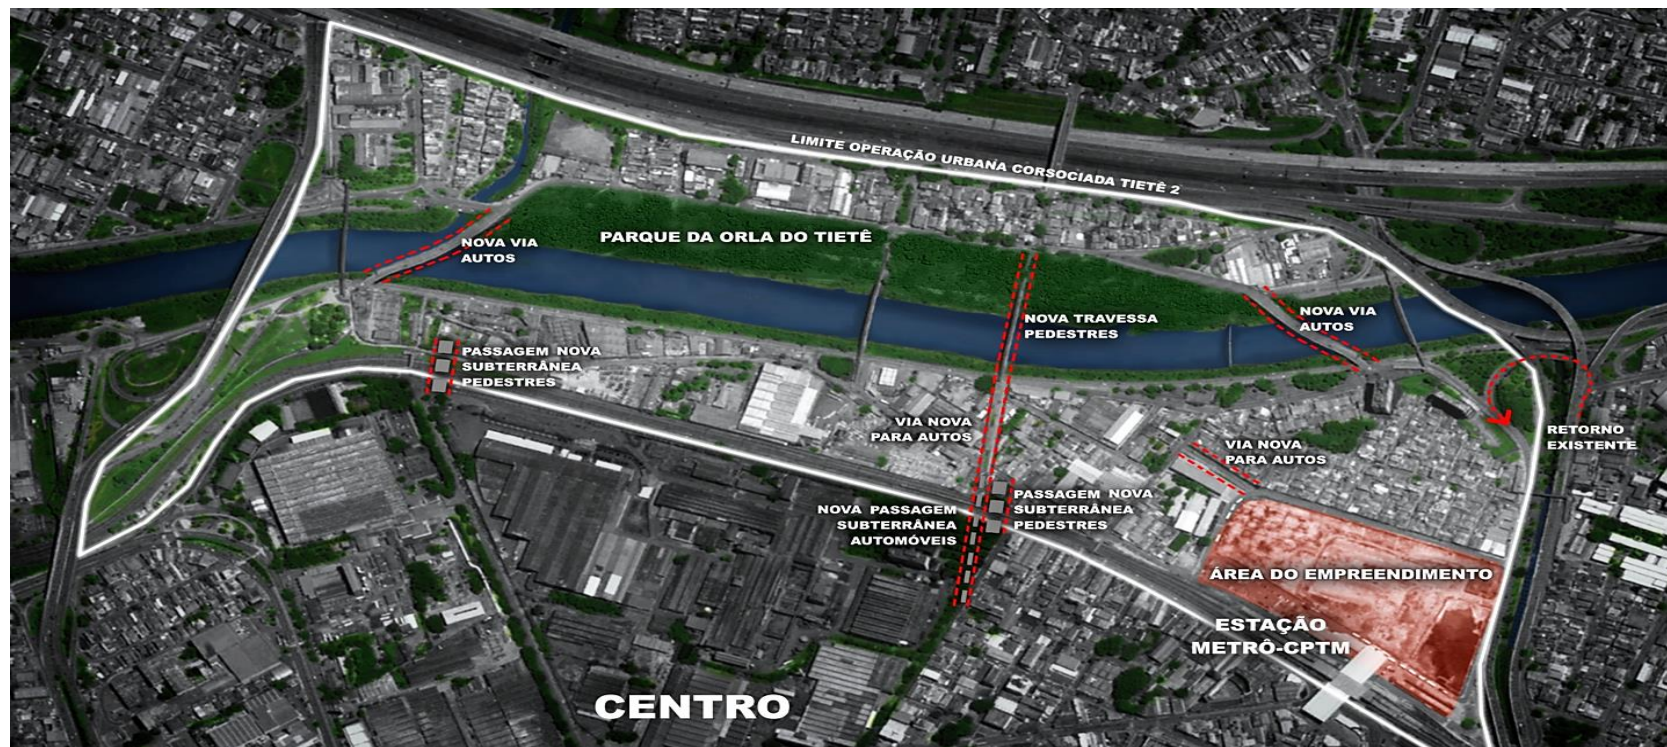 LIMITE OPERAÇÃO URBANA CORSOCIADA TIETÊ 2
PARQUE DA ORLA DO TIETÊ
NOVA VIA
AUTOS
NOVA TRAVESSA
PEDESTRES
NOVA VIA
AUTOS
PASSAGEM NOVA
SUBTERRÂNEA
PEDESTRES
VIA NOVA
PARA AUTOS
VIA NOVA
PARA AUTOS
RETORNO
EXISTENTE
PASSAGEM NOVA
SUBTERRÂNEA
PEDESTRES
NOVA PASSAGEM
SUBTERRÂNEA
AUTOMÓVEIS
ÁREA DO EMPREENDIMENTO
ESTAÇÃO
METRÔ-CPTM
CENTRO